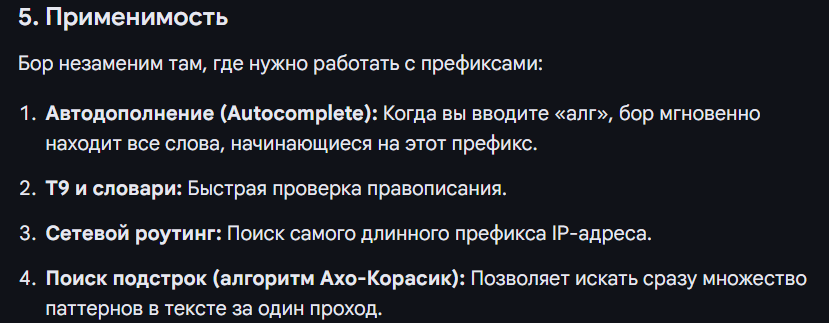 5. Применимость
Бор незаменим там, где нужно работать с префиксами:
1. Автодополнение (Autocomplete): Когда вы вводите «алг», бор мгновенно
находит все слова, начинающиеся на этот префикс.
2. Т9 и словари: Быстрая проверка правописания.
3. Сетевой роутинг: Поиск самого длинного префикса IP-адреса.
4. Поиск подстрок (алгоритм Ахо-Корасик): Позволяет искать сразу множество
паттернов в тексте за один проход.